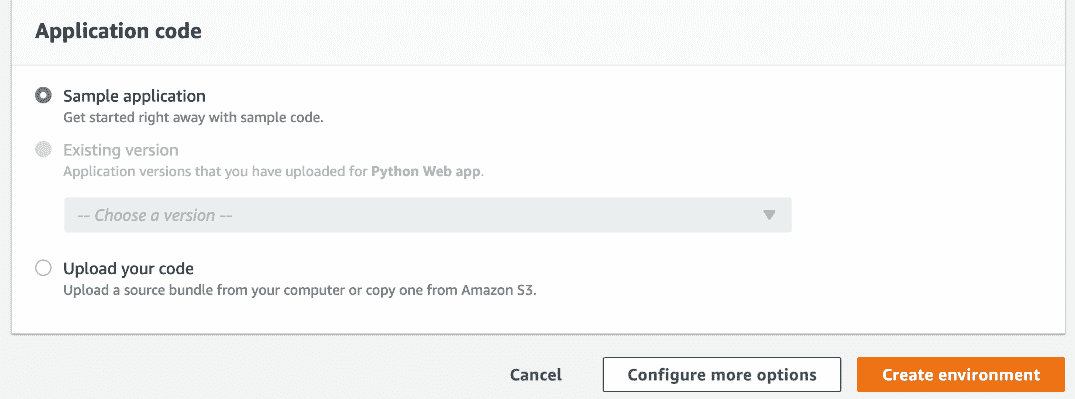 Application code
Sample application
Get started right away with sample code.
Existing version
Application versions that you have uploaded for Python Web app.
-- Choose a version --
Upload your code
Upload a source bundle from your computer or copy one from Amazon S3.
Cancel Configure more options Create environment